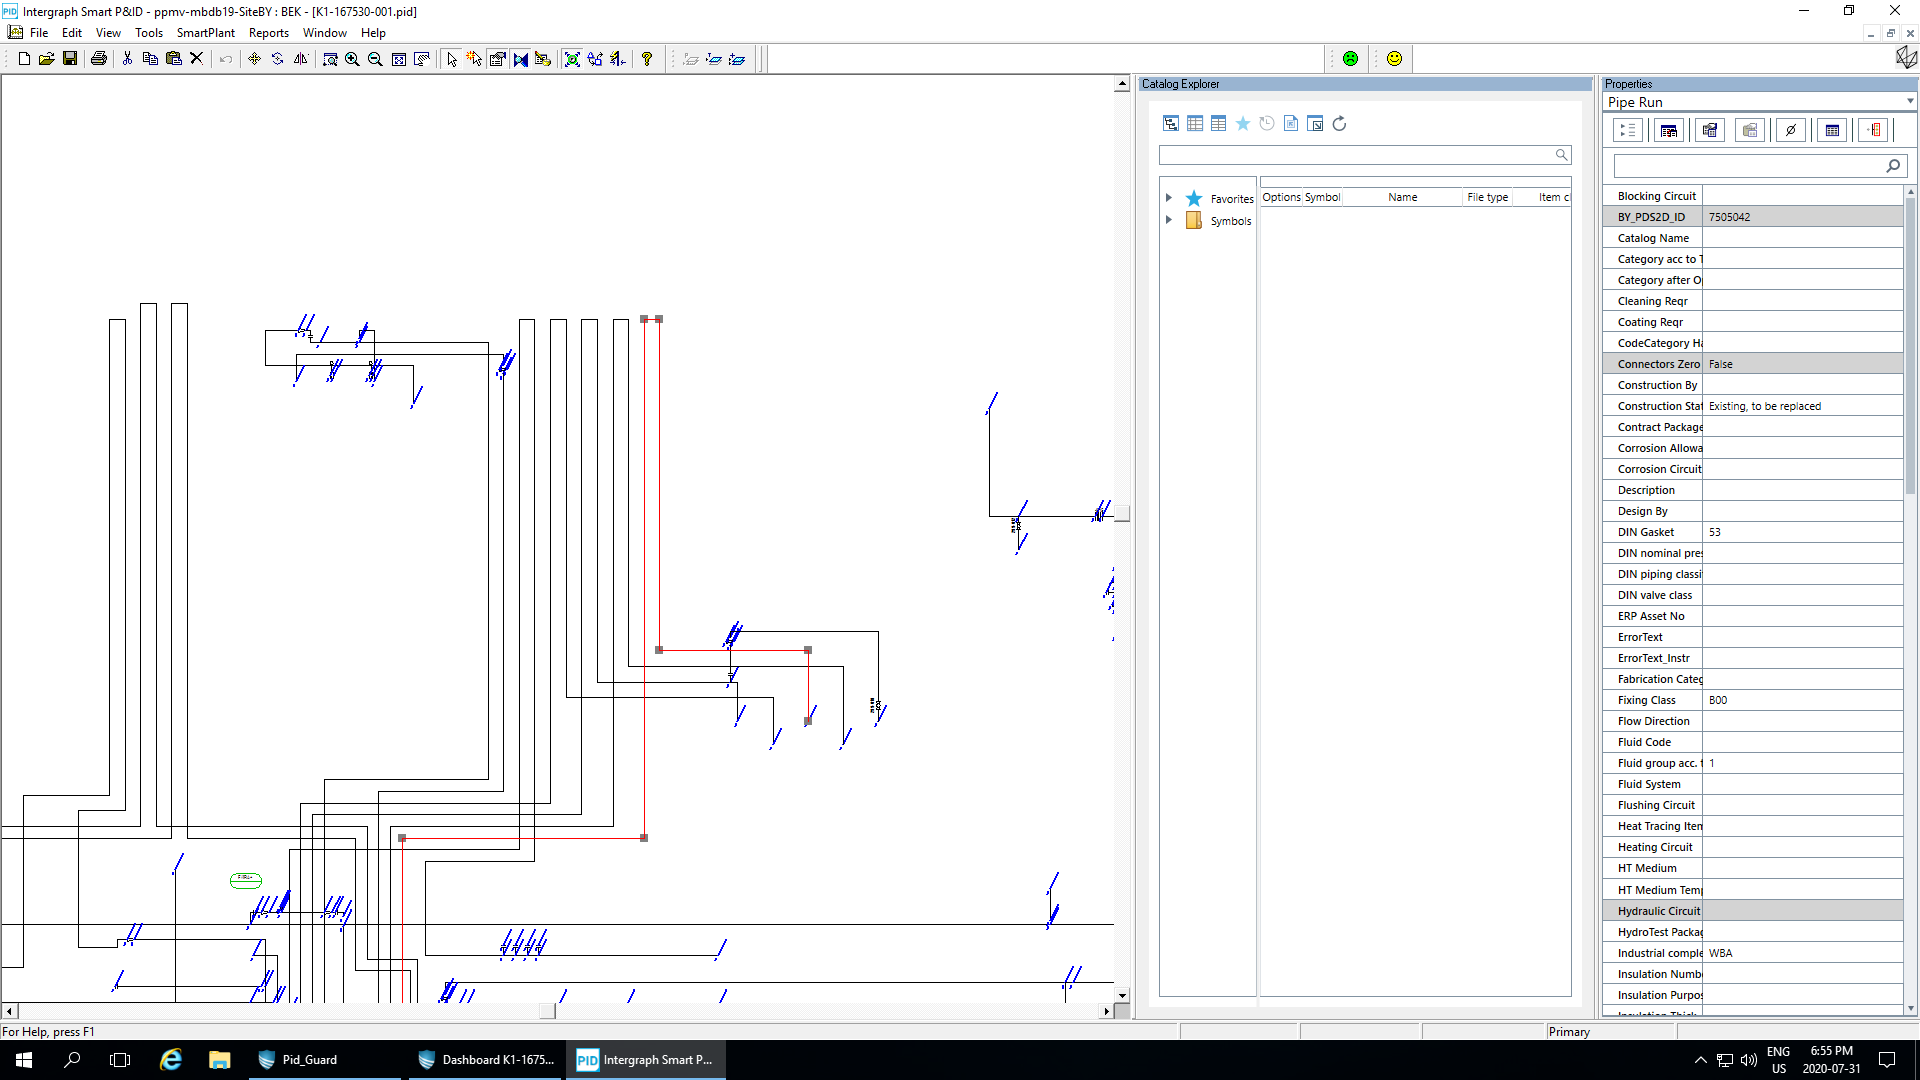 Intergraph Smart P&ID - ppmv-mbdb19-SiteBY : BEK - [K1-167530-001.pid]
File Edit View Tools SmartPlant Reports Window Help
Catalog Explorer
Favorites
Symbols
Options Symbol Name File type Item cl
Properties
Pipe Run
Blocking Circuit
BY_PDS2D_ID 7505042
Catalog Name
Category acc to T
Category after O
Cleaning Reqr
Coating Reqr
CodeCategory Ha
Connectors Zero False
Construction By
Construction Stat Existing, to be replaced
Contract Package
Corrosion Allowa
Corrosion Circuit
Description
Design By
DIN Gasket 53
DIN nominal pres
DIN piping classi
DIN valve class
ERP Asset No
ErrorText
ErrorText_Instr
Fabrication Categ
Fixing Class B00
Flow Direction
Fluid Code
Fluid group acc. t 1
Fluid System
Flushing Circuit
Heat Tracing Item
Heating Circuit
HT Medium
HT Medium Temp
Hydraulic Circuit
HydroTest Packag
Industrial comple WBA
Insulation Numb
Insulation Purpos
Insulation Thick
For Help, press F1
Primary
Pid_Guard
Dashboard K1-1675...
PID Intergraph Smart P...
ENG
US
6:55 PM
2020-07-31